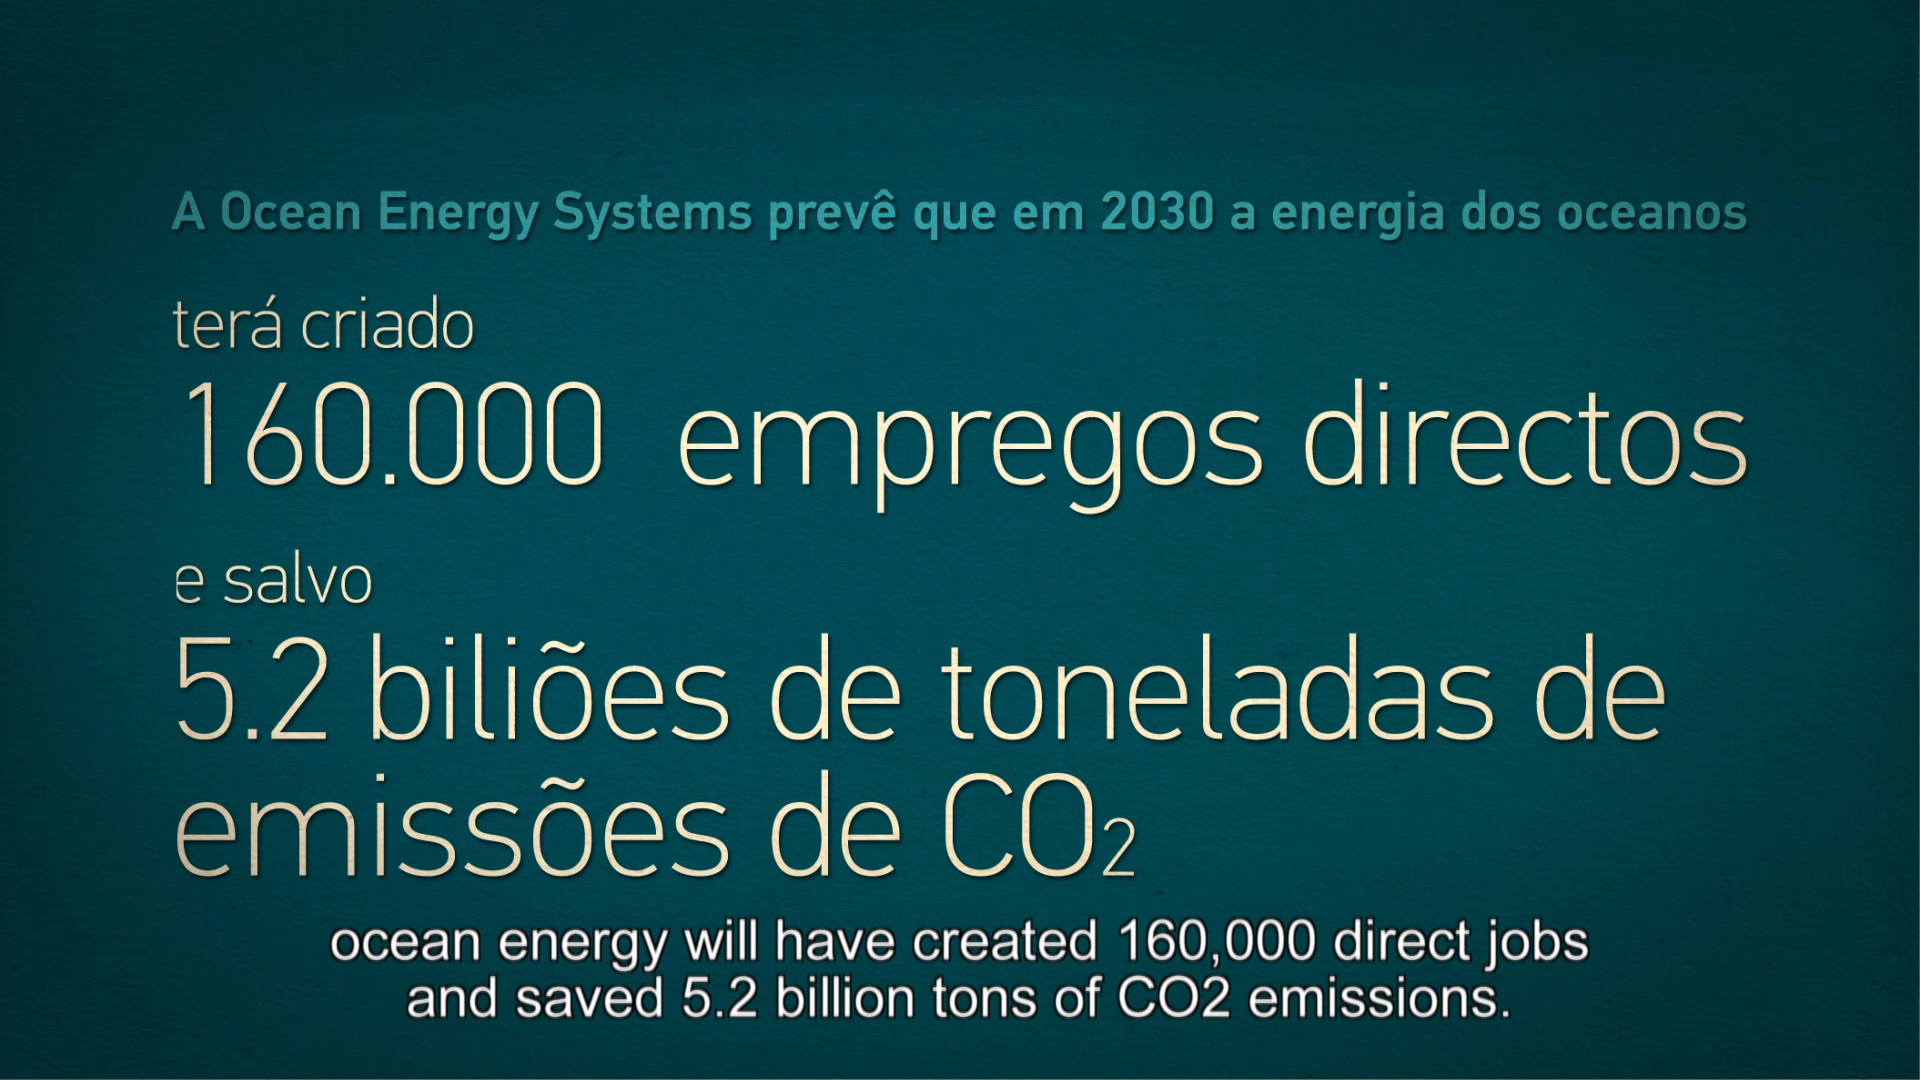 A Ocean Energy Systems prevê que em 2030 a energia dos oceanos
terá criado
160.000 empregos directos
e salvo
5.2 biliões de toneladas de
emissões de CO2
ocean energy will have created 160,000 direct jobs
and saved 5.2 billion tons of CO2 emissions.